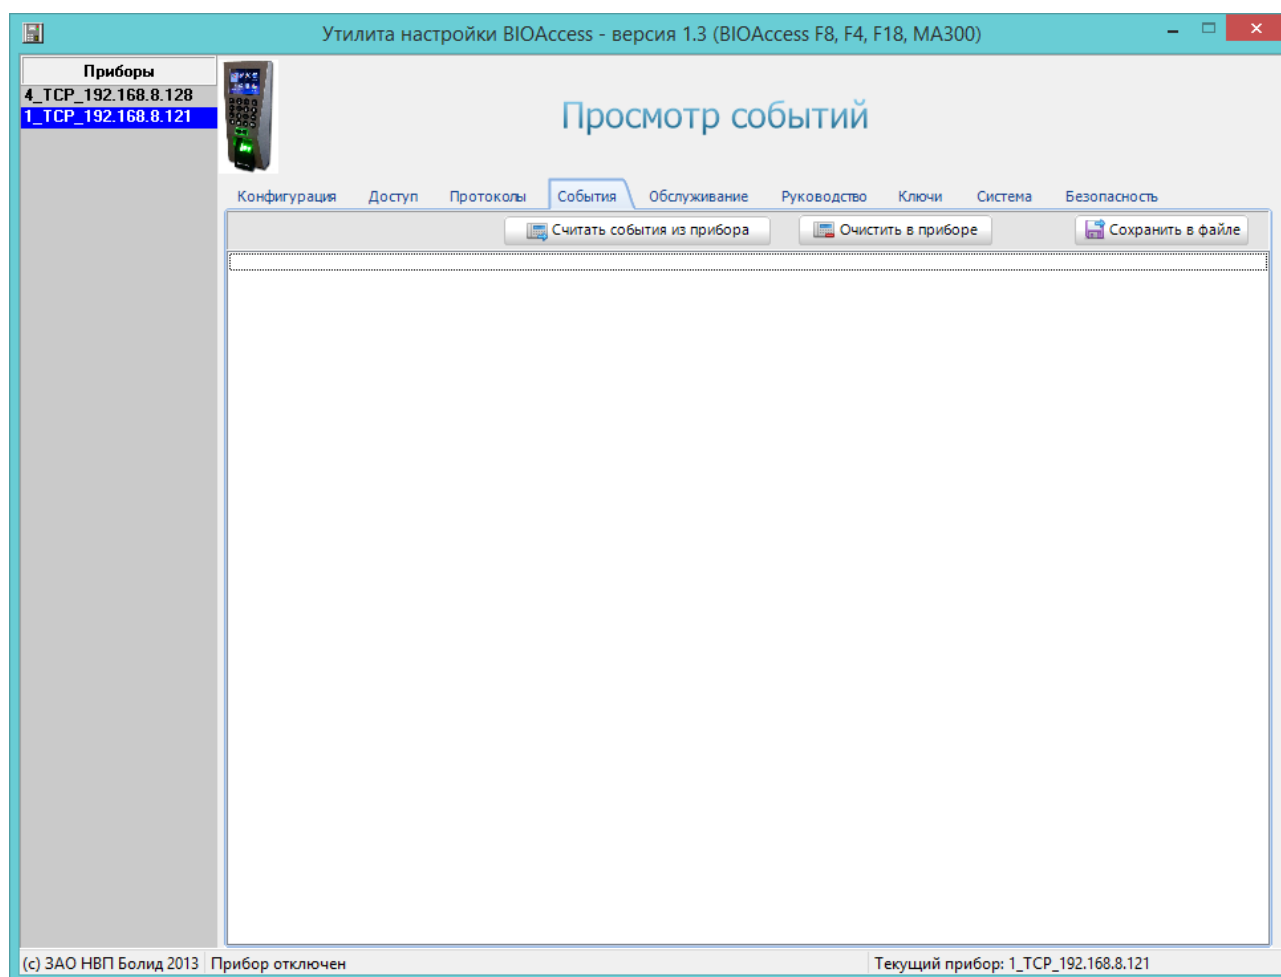 Утилита настройки BIOAccess - версия 1.3 (BIOAccess F8, F4, F18, MA300)
Приборы
4_TCP_192.168.8.128
1_TCP_192.168.8.121
Просмотр событий
Конфигурация Доступ Протоколы События Обслуживание Руководство Ключи Система Безопасность
Считать события из прибора Очистить в приборе Сохранить в файле
(c) ЗАО НВП Болид 2013 Прибор отключен Текущий прибор: 1_TCP_192.168.8.121